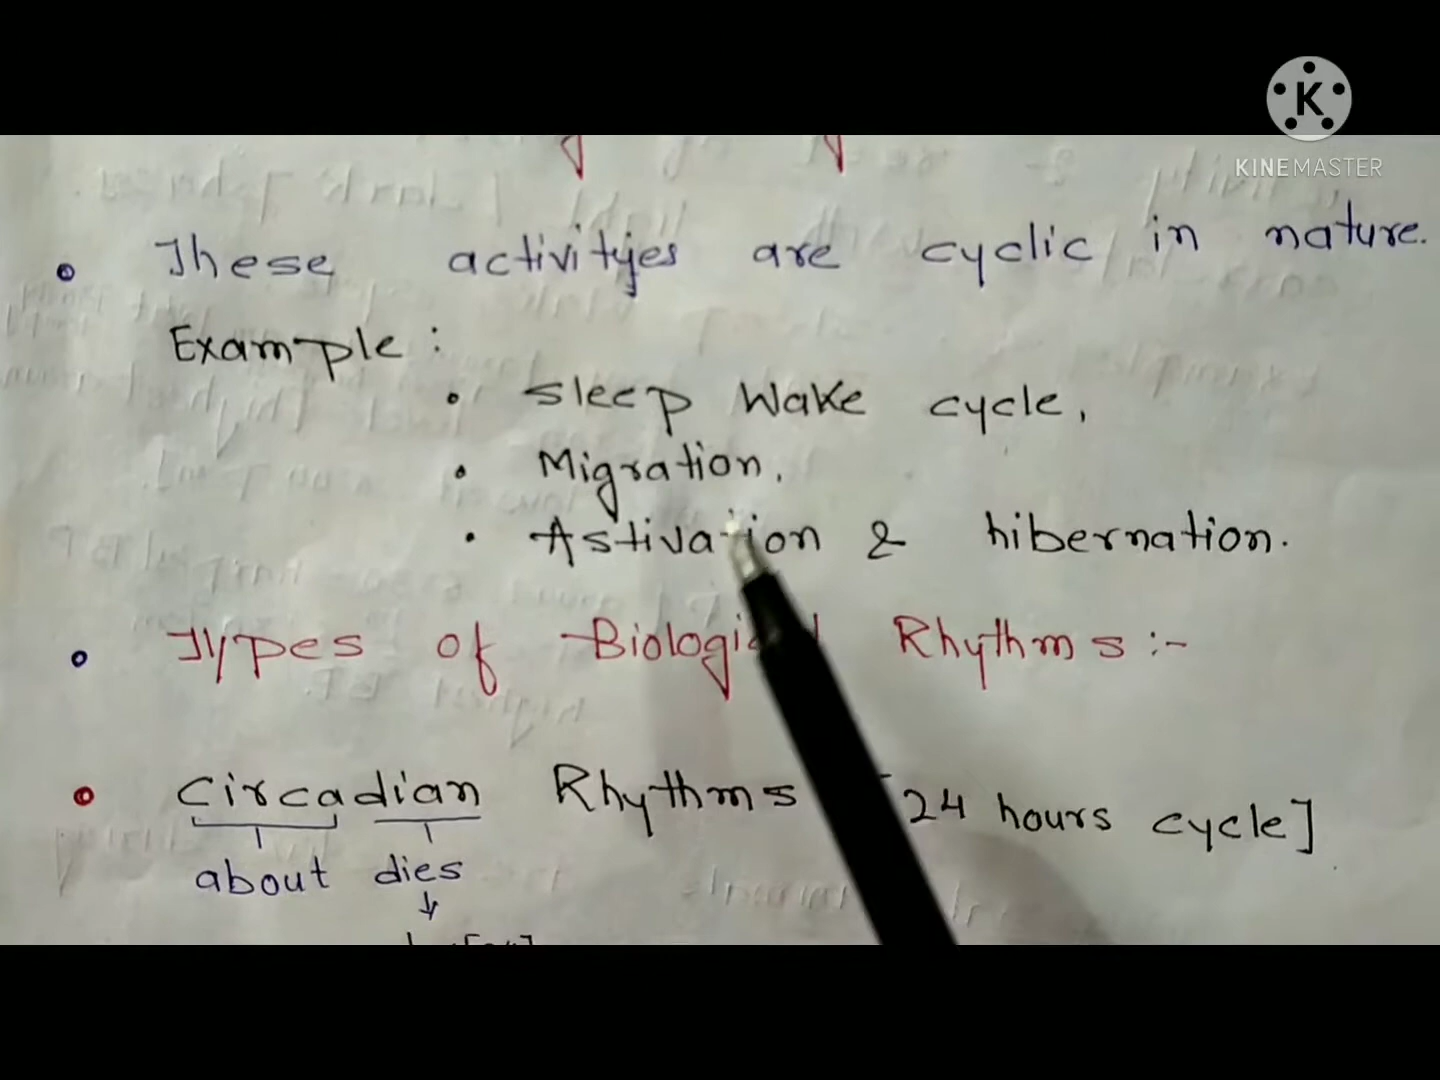 K
KINEMASTER
These activityes are cyclic in nature.
Example :
• Sleep Wake cycle,
• Migration,
• Astivation & hibernation.
Types of Biological Rhythms :-
Circadian Rhythms [24 hours cycle]
about dies